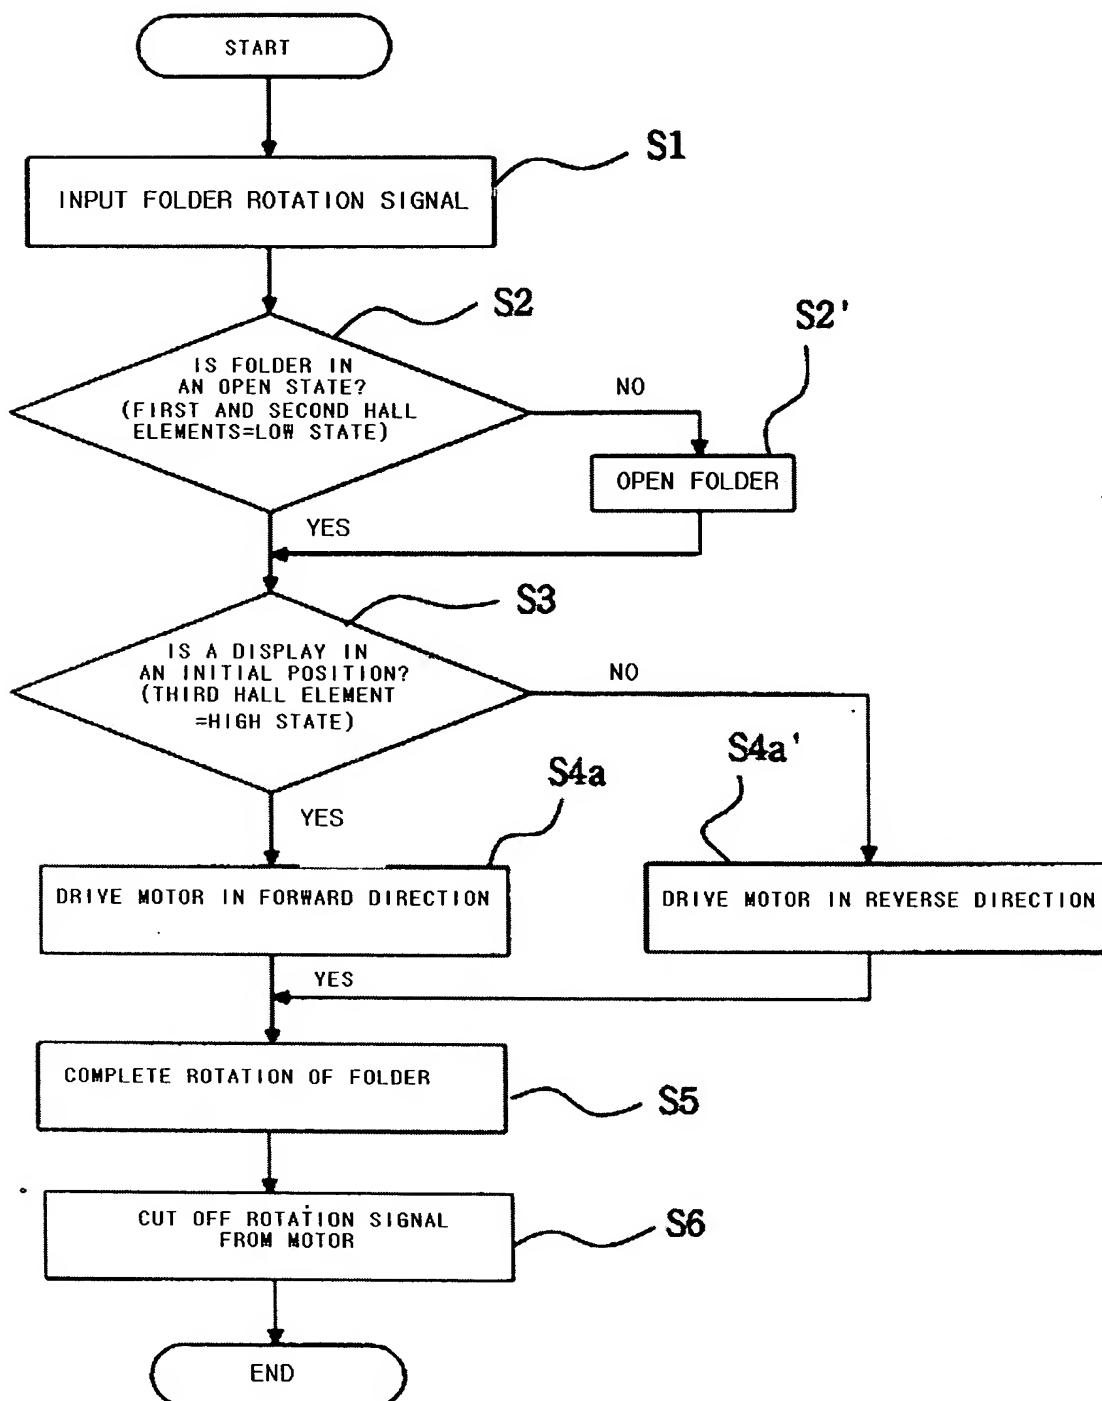 START
S1
INPUT FOLDER ROTATION SIGNAL
S2
S2'
IS FOLDER IN
AN OPEN STATE?
(FIRST AND SECOND HALL
ELEMENTS=LOW STATE)
NO
OPEN FOLDER
YES
S3
IS A DISPLAY IN
AN INITIAL POSITION?
(THIRD HALL ELEMENT
=HIGH STATE)
NO
S4a
S4a'
YES
DRIVE MOTOR IN FORWARD DIRECTION
DRIVE MOTOR IN REVERSE DIRECTION
YES
COMPLETE ROTATION OF FOLDER
S5
CUT OFF ROTATION SIGNAL
FROM MOTOR
S6
END